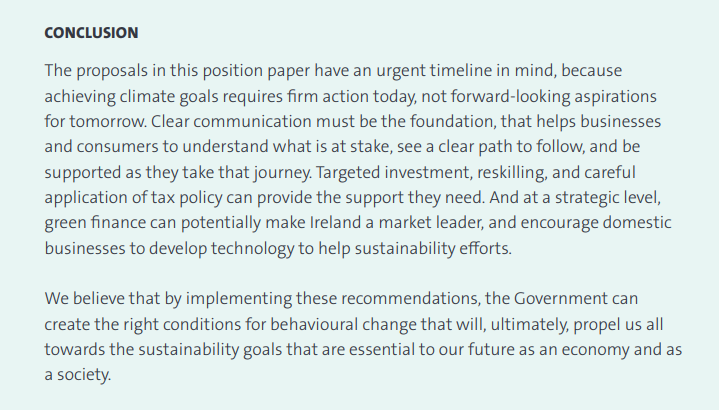 CONCLUSION
The proposals in this position paper have an urgent timeline in mind, because
achieving climate goals requires firm action today, not forward-looking aspirations
for tomorrow. Clear communication must be the foundation, that helps businesses
and consumers to understand what is at stake, see a clear path to follow, and be
supported as they take that journey. Targeted investment, reskilling, and careful
application of tax policy can provide the support they need. And at a strategic level,
green finance can potentially make Ireland a market leader, and encourage domestic
businesses to develop technology to help sustainability efforts.
We believe that by implementing these recommendations, the Government can
create the right conditions for behavioural change that will, ultimately, propel us all
towards the sustainability goals that are essential to our future as an economy and as
a society.